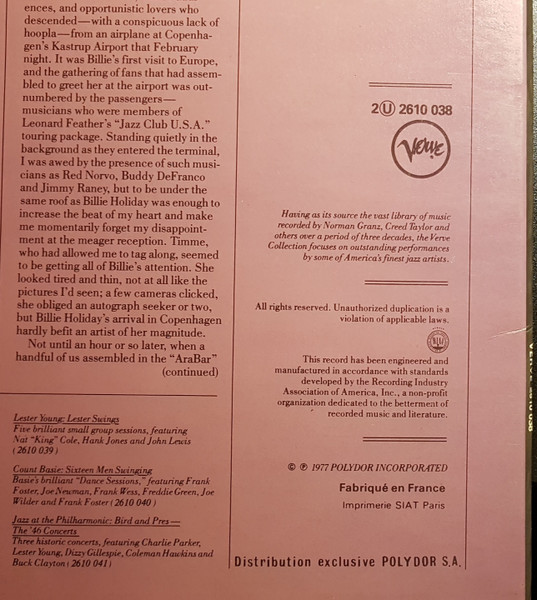 ences, and opportunistic lovers who
descended—with a conspicuous lack of
hoopla—from an airplane at Copenha-
gen's Kastrup Airport that February
night. It was Billie's first visit to Europe,
and the gathering of fans that had assem-
bled to greet her at the airport was out-
numbered by the passengers—
musicians who were members of
Leonard Feather's "Jazz Club U.S.A."
touring package. Standing quietly in the
background as they entered the terminal,
I was awed by the presence of such musi-
cians as Red Norvo, Buddy DeFranco
and Jimmy Raney, but to be under the
same roof as Billie Holiday was enough to
increase the beat of my heart and make
me momentarily forget my disappoint-
ment at the meager reception. Timme,
who had allowed me to tag along, seemed
to be getting all of Billie's attention. She
looked tired and thin, not at all like the
pictures I'd seen; a few cameras clicked,
she obliged an autograph seeker or two,
but Billie Holiday's arrival in Copenhagen
hardly befit an artist of her magnitude.
Not until an hour or so later, when a
handful of us assembled in the "AraBar"
(continued)
Lester Young: Lester Swings
Five brilliant small group sessions, featuring
Nat "King" Cole, Hank Jones and John Lewis
(2610 039)
Count Basie: Sixteen Men Swinging
Basie's brilliant "Dance Sessions," featuring Frank
Foster, Joe Newman, Frank Wess, Freddie Green, Joe
Wilder and Frank Foster (2610 040)
Jazz at the Philharmonic: Bird and Pres—
The '46 Concerts
Three historic concerts, featuring Charlie Parker,
Lester Young, Dizzy Gillespie, Coleman Hawkins and
Buck Clayton (2610 041)
2 U 2610 038
Verve
Having as its source the vast library of music
recorded by Norman Granz, Creed Taylor and
others over a period of three decades, the Verve
Collection focuses on outstanding performances
by some of America's finest jazz artists.
All rights reserved. Unauthorized duplication is a
violation of applicable laws.
This record has been engineered and
manufactured in accordance with standards
developed by the Recording Industry
Association of America, Inc., a non-profit
organization dedicated to the betterment of
recorded music and literature.
© ℗ 1977 POLYDOR INCORPORATED
Fabriqué en France
Imprimerie SIAT Paris
Distribution exclusive POLYDOR S.A.
VERVE 2610 038